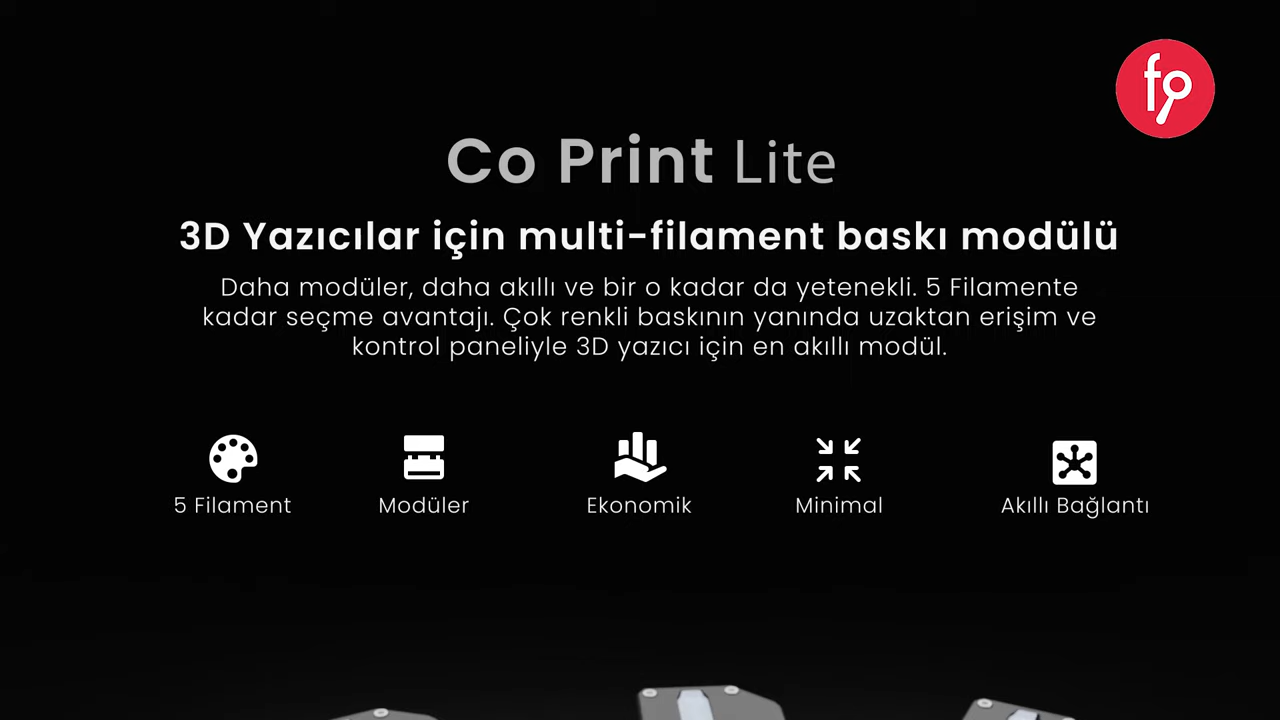 fp
Co Print Lite
3D Yazıcılar için multi-filament baskı modülü
Daha modüler, daha akıllı ve bir o kadar da yetenekli. 5 Filamente
kadar seçme avantajı. Çok renkli baskının yanında uzaktan erişim ve
kontrol paneliyle 3D yazıcı için en akıllı modül.
5 Filament
Modüler
Ekonomik
Minimal
Akıllı Bağlantı